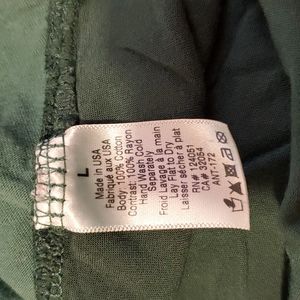 L
Made in USA
Fabriqué aux USA
Body: 100% Cotton
Contrast: 100% Rayon
Hand Wash Cold
Separately
Froid Lavage à la main
Lay Flat to Dry
Laisser sécher à plat
RN# 124051
CA# 32054
ANT-172